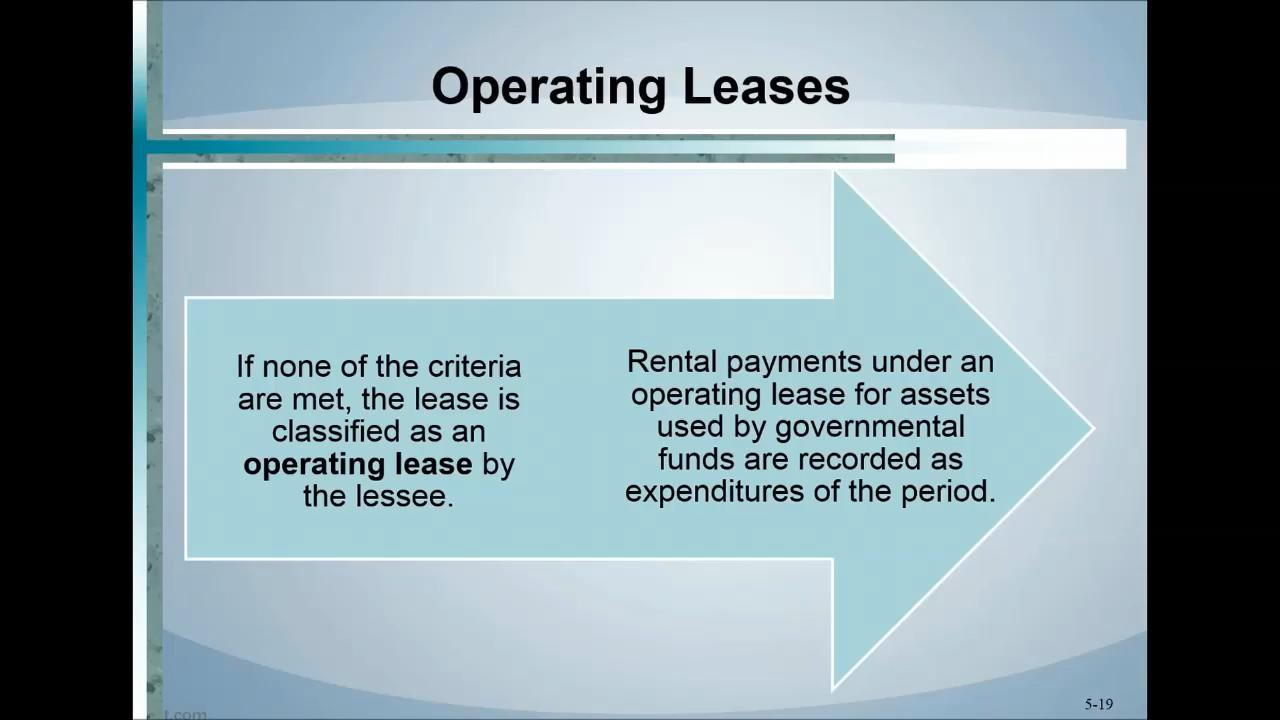 Operating Leases
If none of the criteria
are met, the lease is
classified as an
operating lease by
the lessee.
Rental payments under an
operating lease for assets
used by governmental
funds are recorded as
expenditures of the period.
5-19
t.com